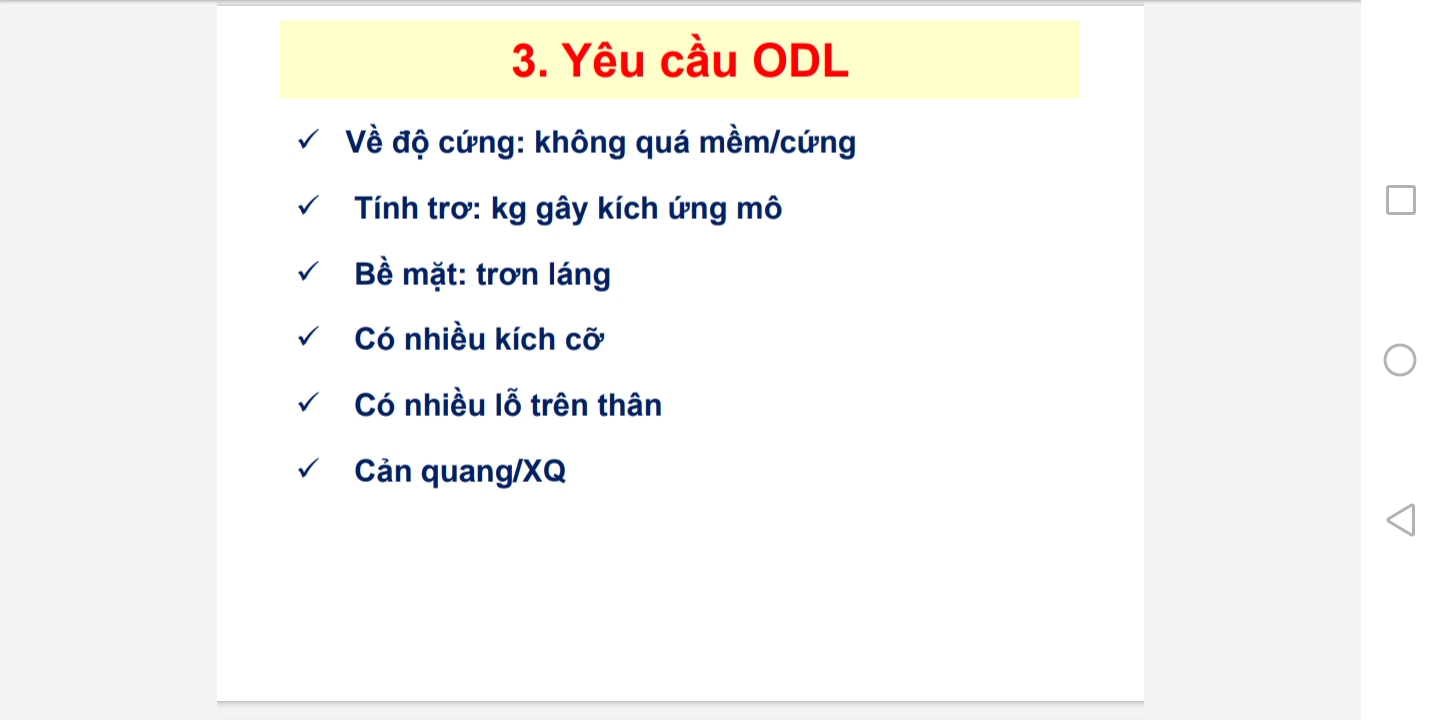 3. Yêu cầu ODL
✓ Về độ cứng: không quá mềm/cứng
✓ Tính trơ: kg gây kích ứng mô
✓ Bề mặt: trơn láng
✓ Có nhiều kích cỡ
✓ Có nhiều lỗ trên thân
✓ Cản quang/XQ